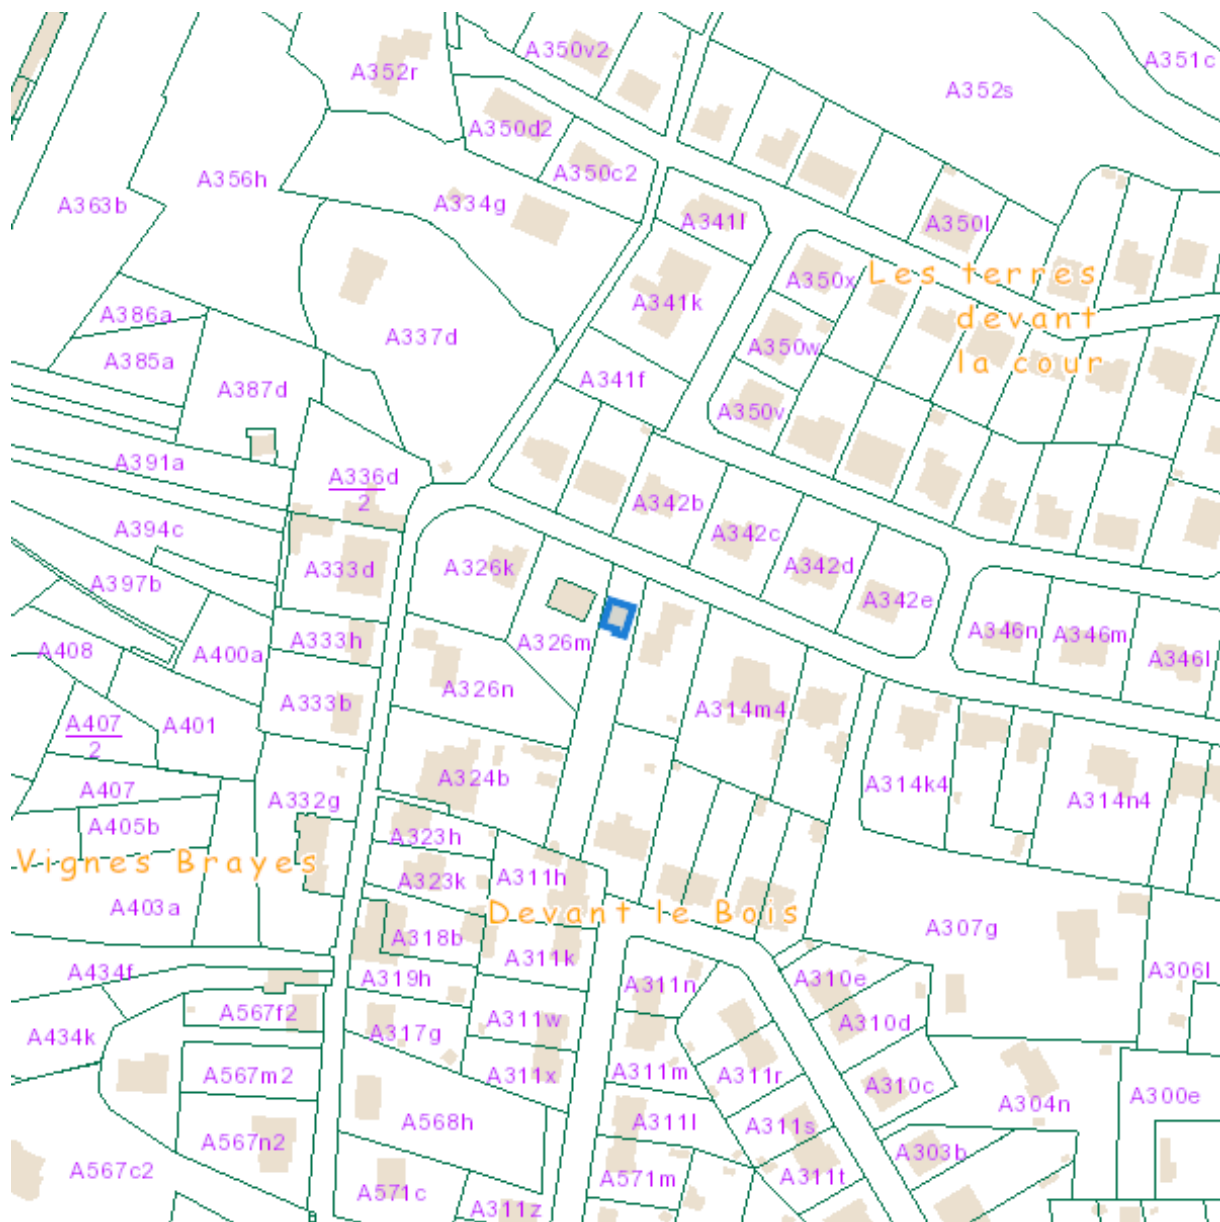 A350v2
A351c
A352r
A352s
A350d2
A350c2
A356h
A363b
A334g
A341l
A350l
Les terres
devant
la cour
A350x
A341k
A386a
A337d
A350w
A385a
A341f
A387d
A350v
A391a
A336d
2
A342b
A394c
A342c
A326k
A342d
A333d
A397b
A342e
A346n
A346m
A333h
A326m
A408
A400a
A346l
A326n
A333b
A314m4
A407
2
A401
A324b
A407
A332g
A314k4
A314n4
A405b
A323h
Vignes Brayes
A323k
A311h
A403a
Devant le Bois
A307g
A318b
A311k
A434f
A319h
A311n
A310e
A306l
A567f2
A311w
A310d
A434k
A317g
A311m
A567m2
A311x
A311r
A310c
A304n
A300e
A568h
A311l
A311s
A567n2
A303b
A567c2
A571m
A311t
A571c
A311z